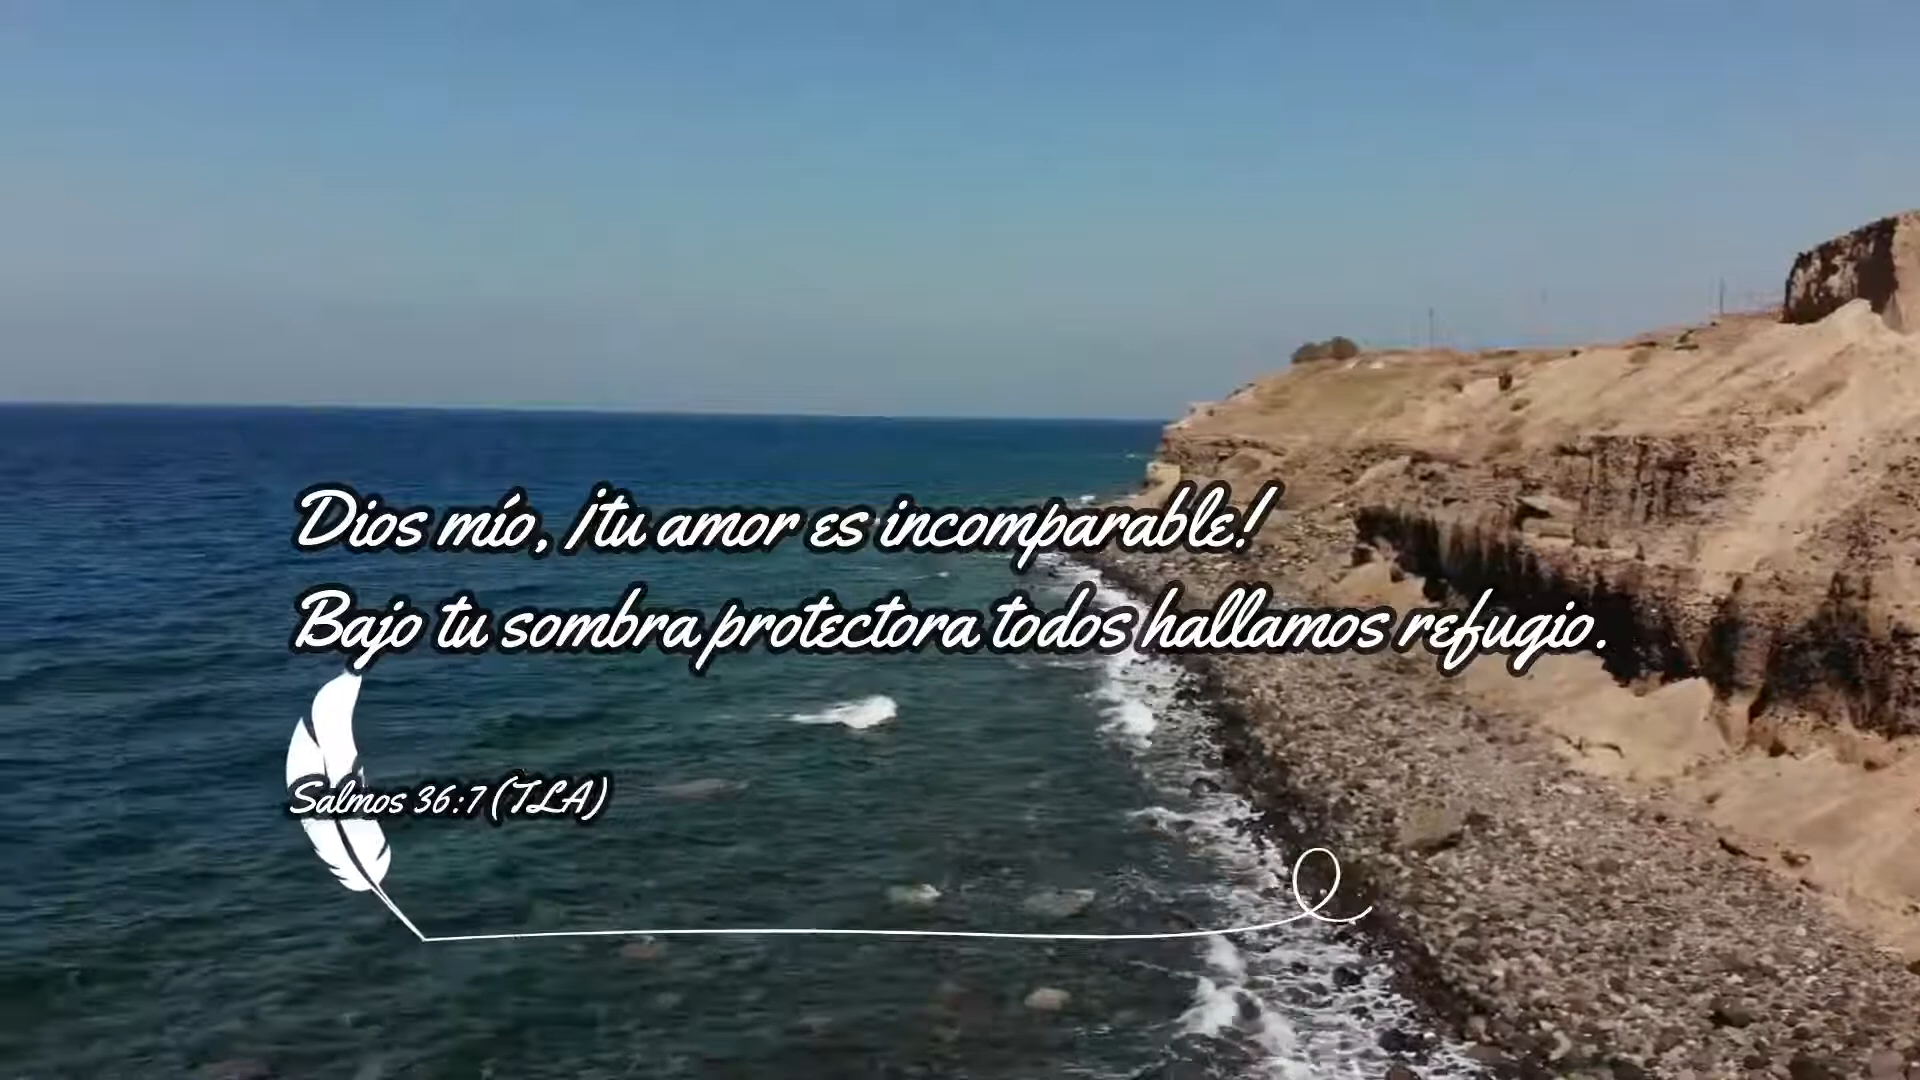 Dios mío, ¡tu amor es incomparable!
Bajo tu sombra protectora todos hallamos refugio.
Salmos 36:7 (TLA)